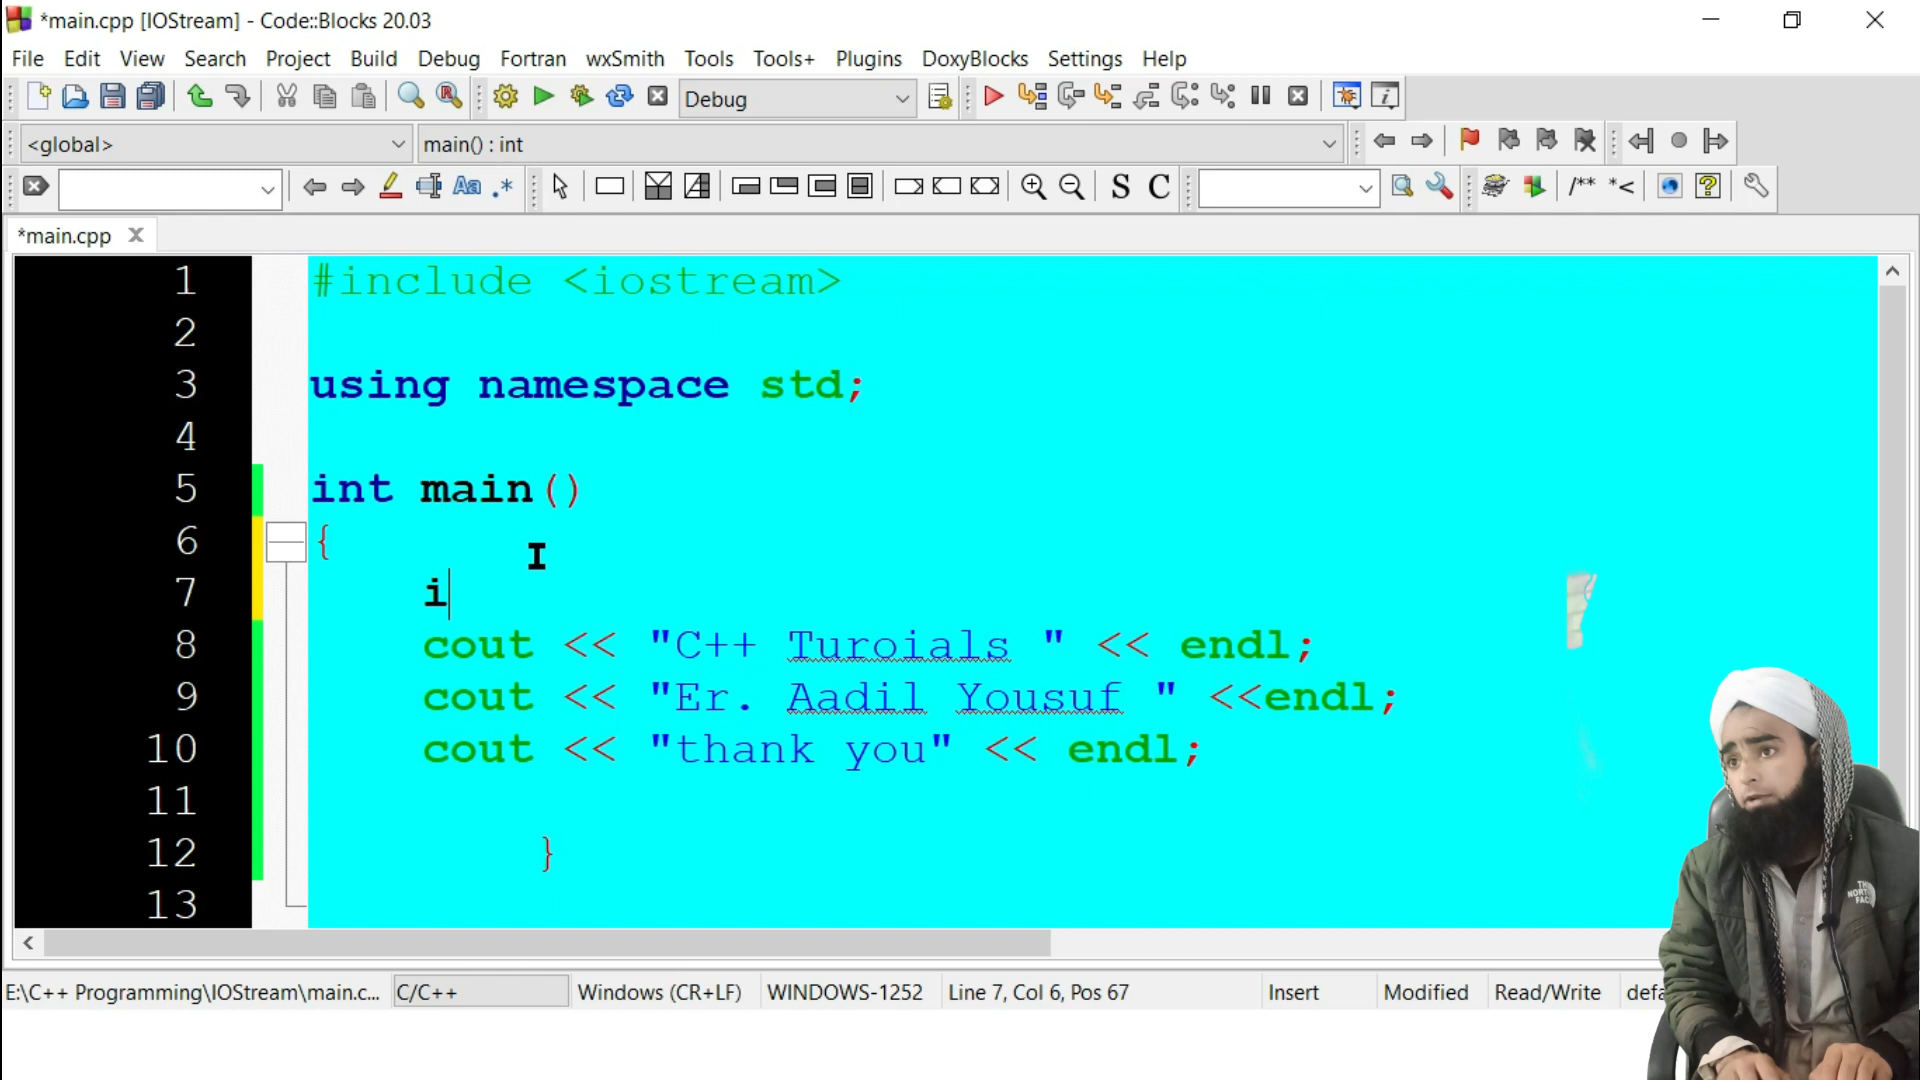 *main.cpp [IOStream] - Code::Blocks 20.03
File Edit View Search Project Build Debug Fortran wxSmith Tools Tools+ Plugins DoxyBlocks Settings Help
Debug
<global> main() : int
S C /** *<
*main.cpp
1 #include <iostream>
2
3 using namespace std;
4
5 int main()
6 {
7 i
8 cout << "C++ Turoials " << endl;
9 cout << "Er. Aadil Yousuf " <<endl;
10 cout << "thank you" << endl;
11
12 }
13
E:\C++ Programming\IOStream\main.c... C/C++ Windows (CR+LF) WINDOWS-1252 Line 7, Col 6, Pos 67 Insert Modified Read/Write defa
THE
NORTH
FACE